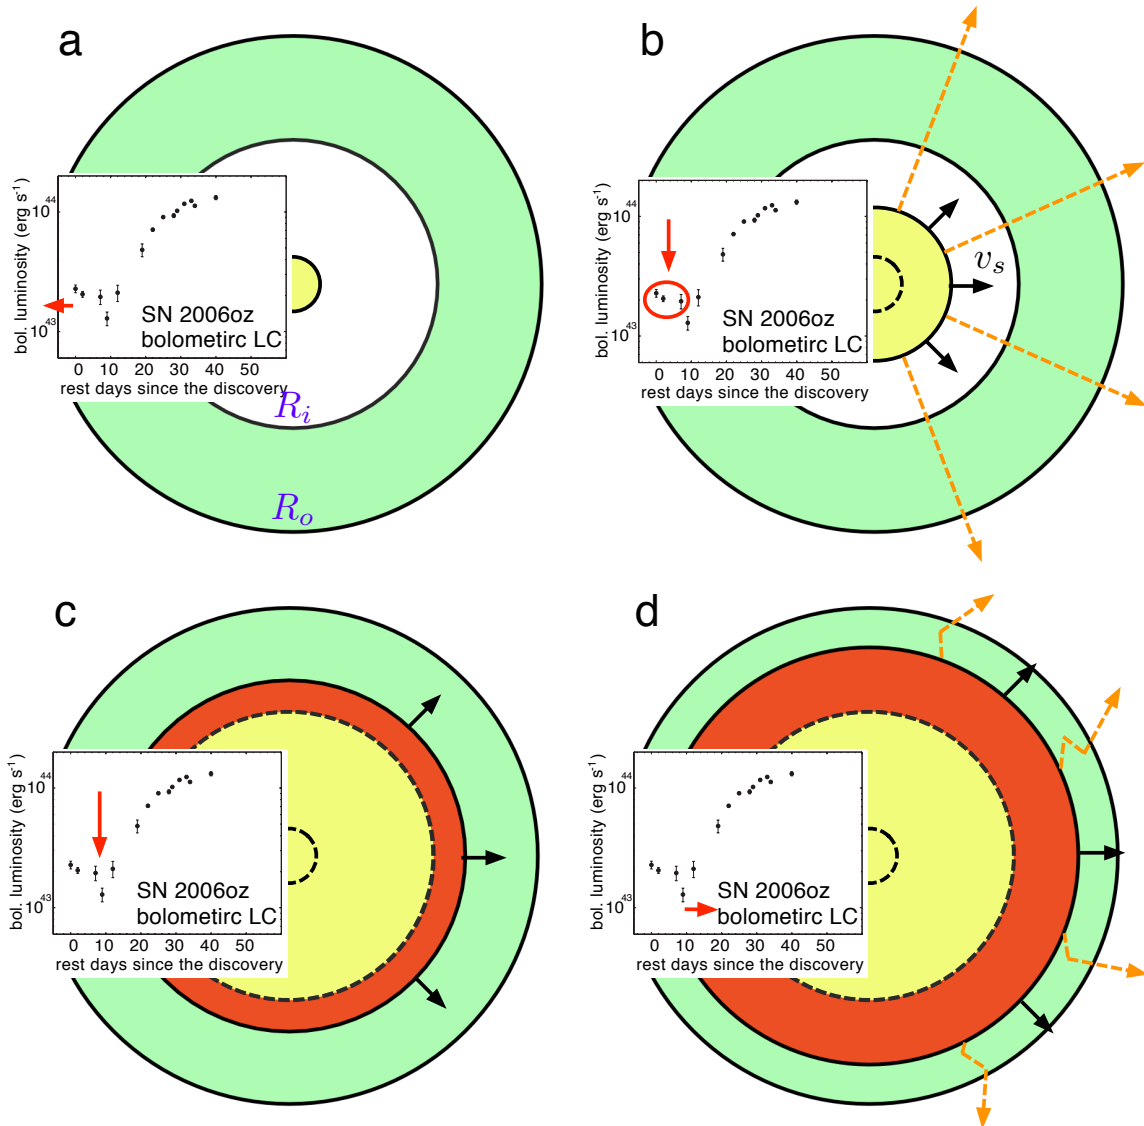 a
bol. luminosity (erg s⁻¹)
10⁴⁴
10⁴³
SN 2006oz
bolometirc LC
0 10 20 30 40 50
rest days since the discovery
R_i
R_o
b
bol. luminosity (erg s⁻¹)
10⁴⁴
10⁴³
SN 2006oz
bolometirc LC
0 10 20 30 40 50
rest days since the discovery
v_s
c
bol. luminosity (erg s⁻¹)
10⁴⁴
10⁴³
SN 2006oz
bolometirc LC
0 10 20 30 40 50
rest days since the discovery
d
bol. luminosity (erg s⁻¹)
10⁴⁴
10⁴³
SN 2006oz
bolometirc LC
0 10 20 30 40 50
rest days since the discovery